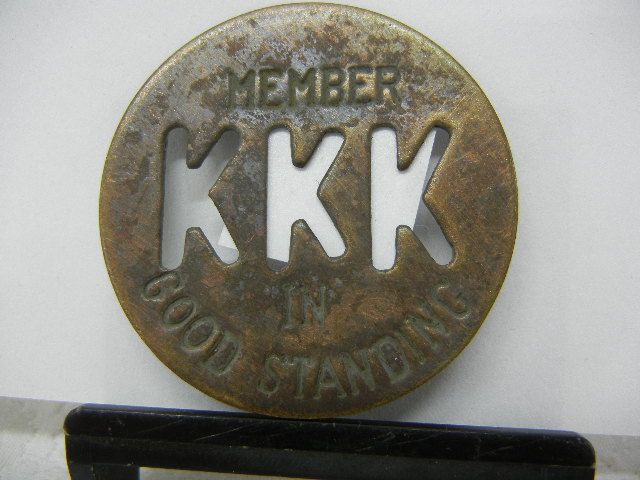 MEMBER
KKK
IN
GOOD STANDING